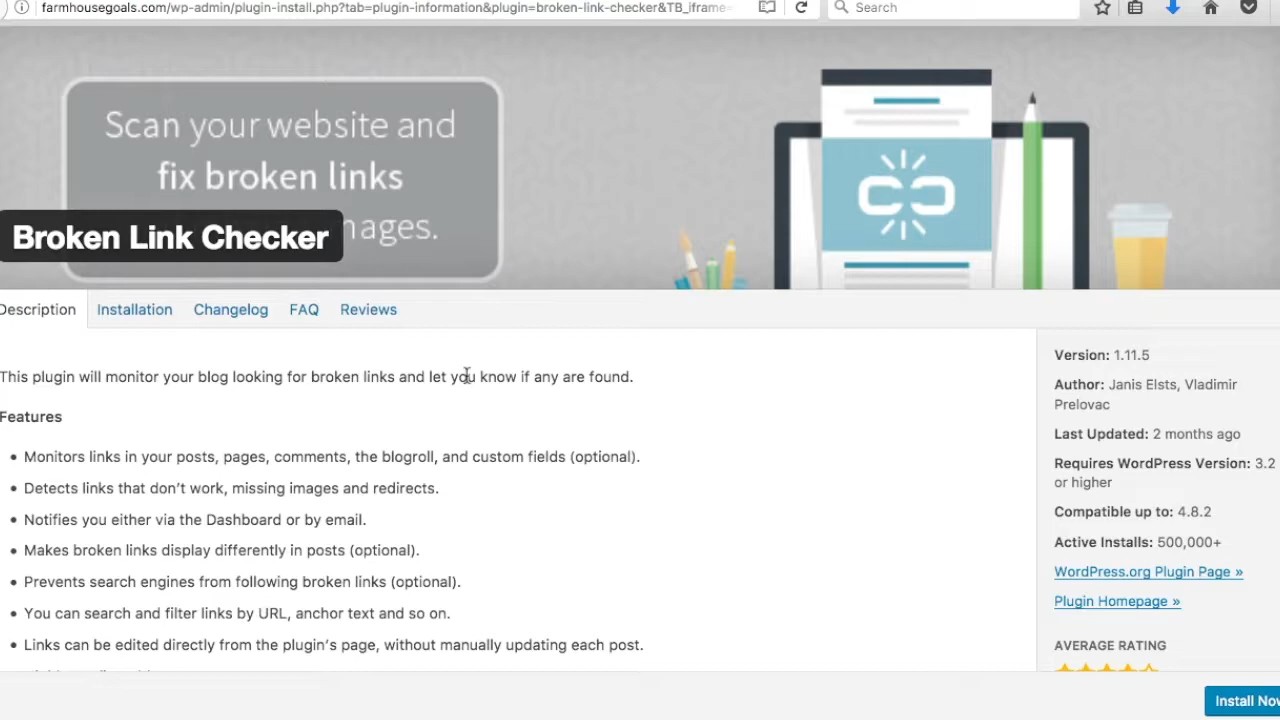 farmhousegoals.com/wp-admin/plugin-install.php?tab=plugin-information&plugin=broken-link-checker&TB_iframe=
Search
Scan your website and
fix broken links
Broken Link Checker
Description
Installation
Changelog
FAQ
Reviews
This plugin will monitor your blog looking for broken links and let you know if any are found.
Features
• Monitors links in your posts, pages, comments, the blogroll, and custom fields (optional).
• Detects links that don't work, missing images and redirects.
• Notifies you either via the Dashboard or by email.
• Makes broken links display differently in posts (optional).
• Prevents search engines from following broken links (optional).
• You can search and filter links by URL, anchor text and so on.
• Links can be edited directly from the plugin's page, without manually updating each post.
Version: 1.11.5
Author: Janis Elsts, Vladimir
Prelovac
Last Updated: 2 months ago
Requires WordPress Version: 3.2
or higher
Compatible up to: 4.8.2
Active Installs: 500,000+
WordPress.org Plugin Page »
Plugin Homepage »
AVERAGE RATING
Install Now